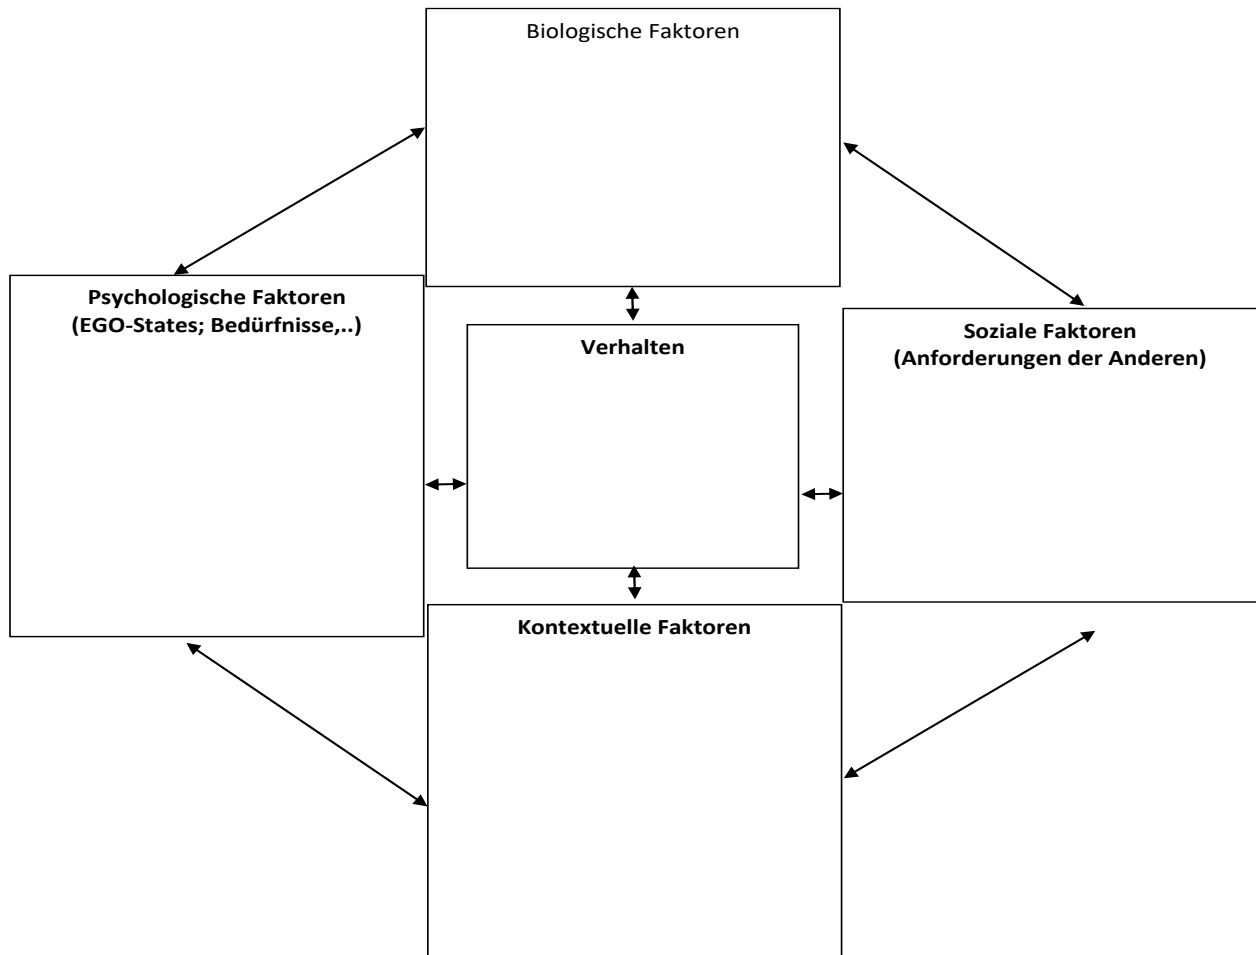 Biologische Faktoren
Psychologische Faktoren
(EGO-States; Bedürfnisse,..)
Verhalten
Soziale Faktoren
(Anforderungen der Anderen)
Kontextuelle Faktoren